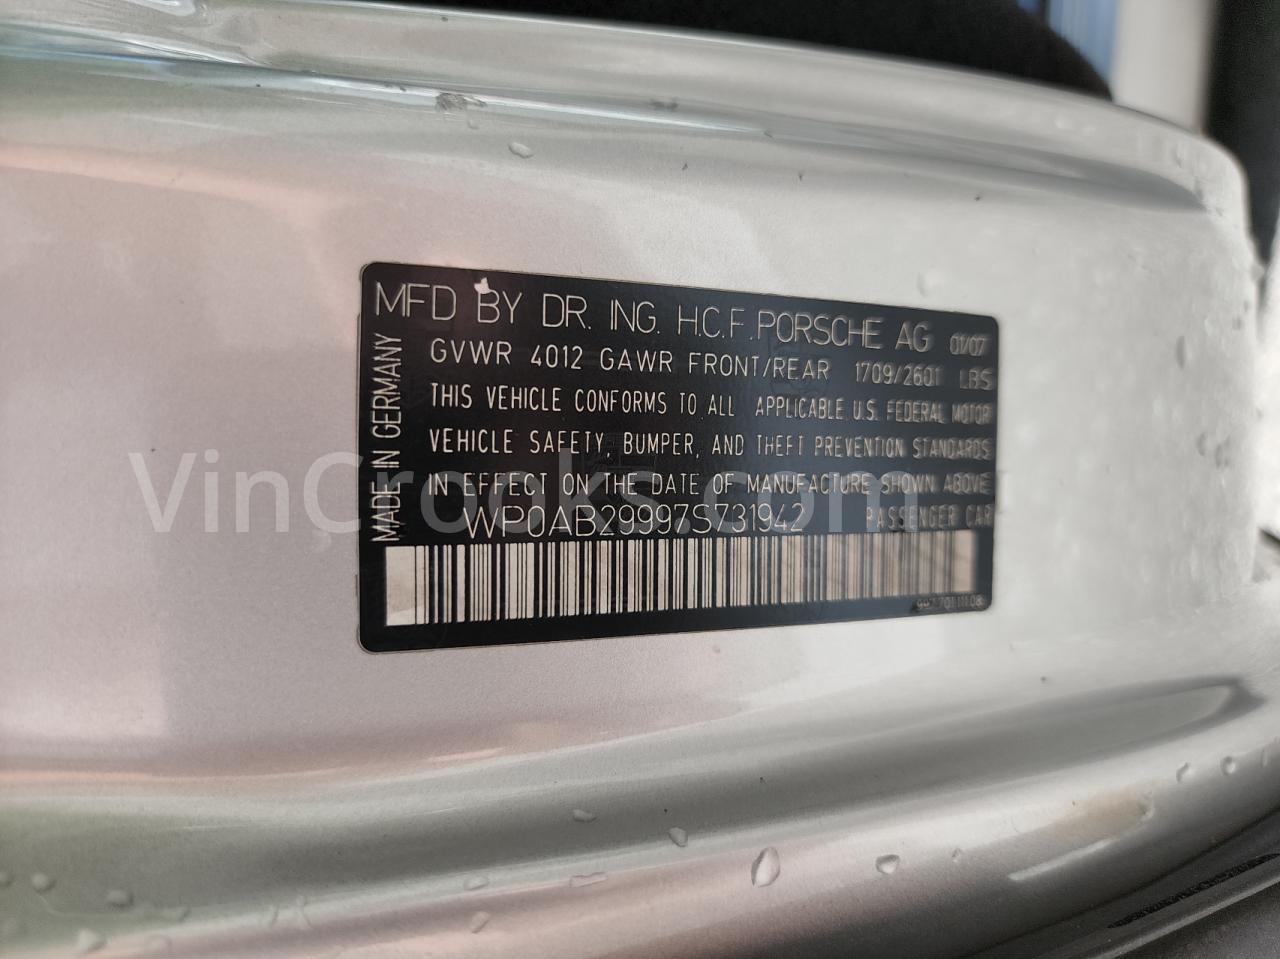 MFD BY DR. ING. H.C.F. PORSCHE AG 01/07
GVWR 4012 GAWR FRONT/REAR 1709/2601 LBS
THIS VEHICLE CONFORMS TO ALL APPLICABLE U.S. FEDERAL MOTOR
VEHICLE SAFETY, BUMPER, AND THEFT PREVENTION STANDARDS
IN EFFECT ON THE DATE OF MANUFACTURE SHOWN ABOVE
WP0AB29997S731942 PASSENGER CAR
MADE IN GERMANY
VinCrooks.com